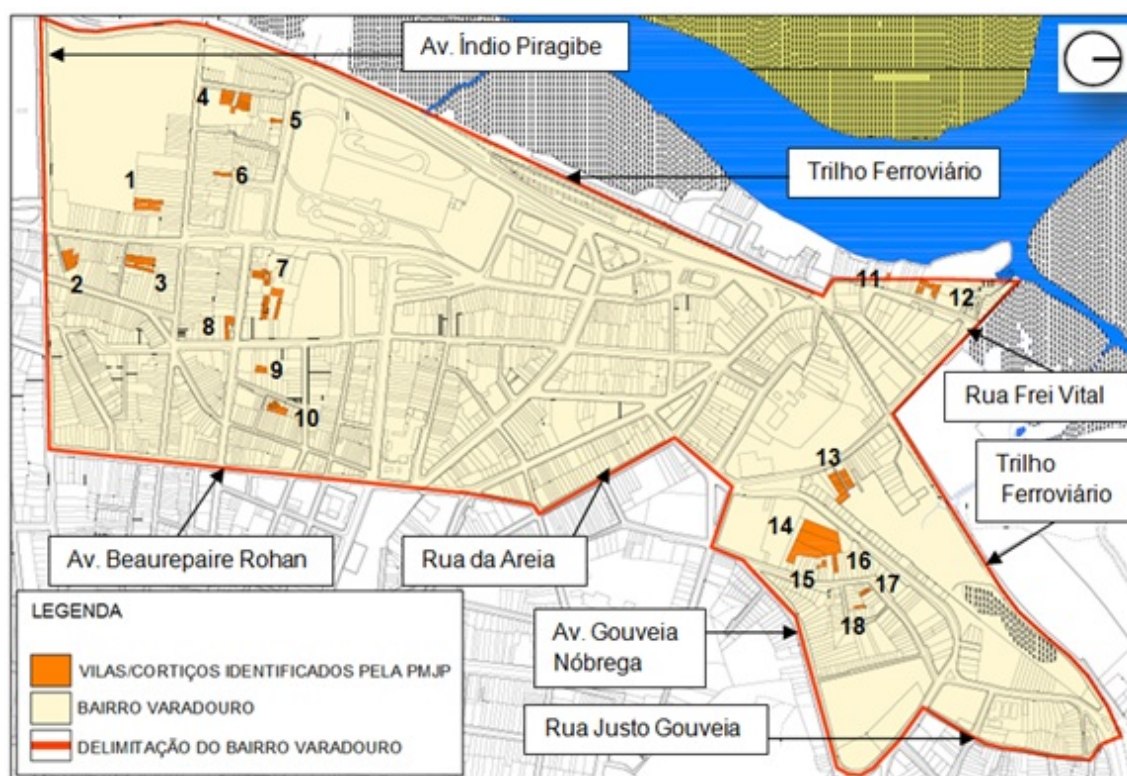 Av. Índio Piragibe
4
5
Trilho Ferroviário
6
1
2
3
7
11
12
8
9
Rua Frei Vital
10
13
Trilho
Ferroviário
14
Av. Beaurepaire Rohan
Rua da Areia
16
15
17
18
Av. Gouveia
Nóbrega
Rua Justo Gouveia
LEGENDA
VILAS/CORTIÇOS IDENTIFICADOS PELA PMJP
BAIRRO VARADOURO
DELIMITAÇÃO DO BAIRRO VARADOURO